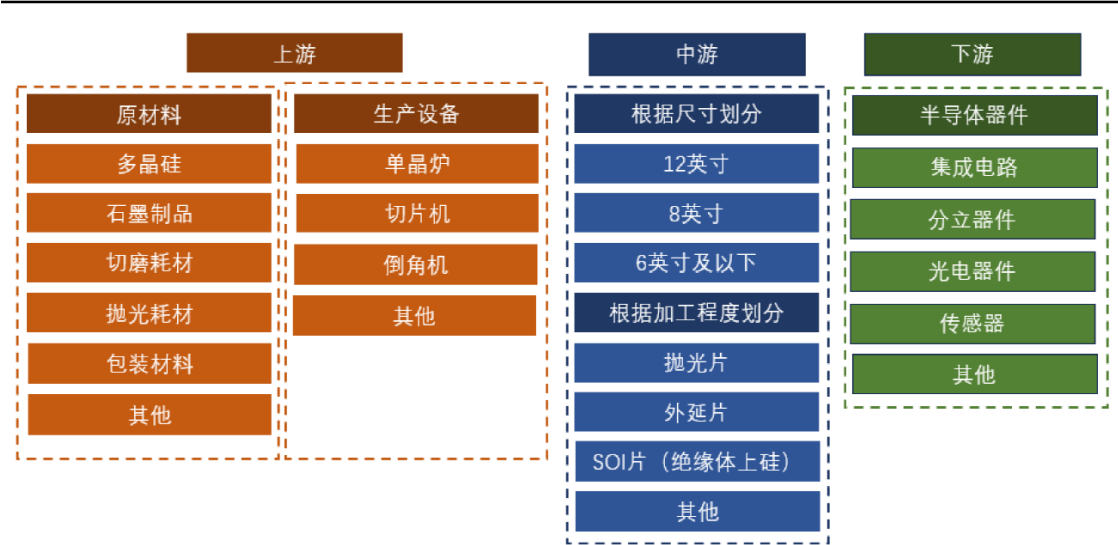 上游
原材料
多晶硅
石墨制品
切磨耗材
抛光耗材
包装材料
其他
生产设备
单晶炉
切片机
倒角机
其他
中游
根据尺寸划分
12英寸
8英寸
6英寸及以下
根据加工程度划分
抛光片
外延片
SOI片（绝缘体上硅）
其他
下游
半导体器件
集成电路
分立器件
光电器件
传感器
其他